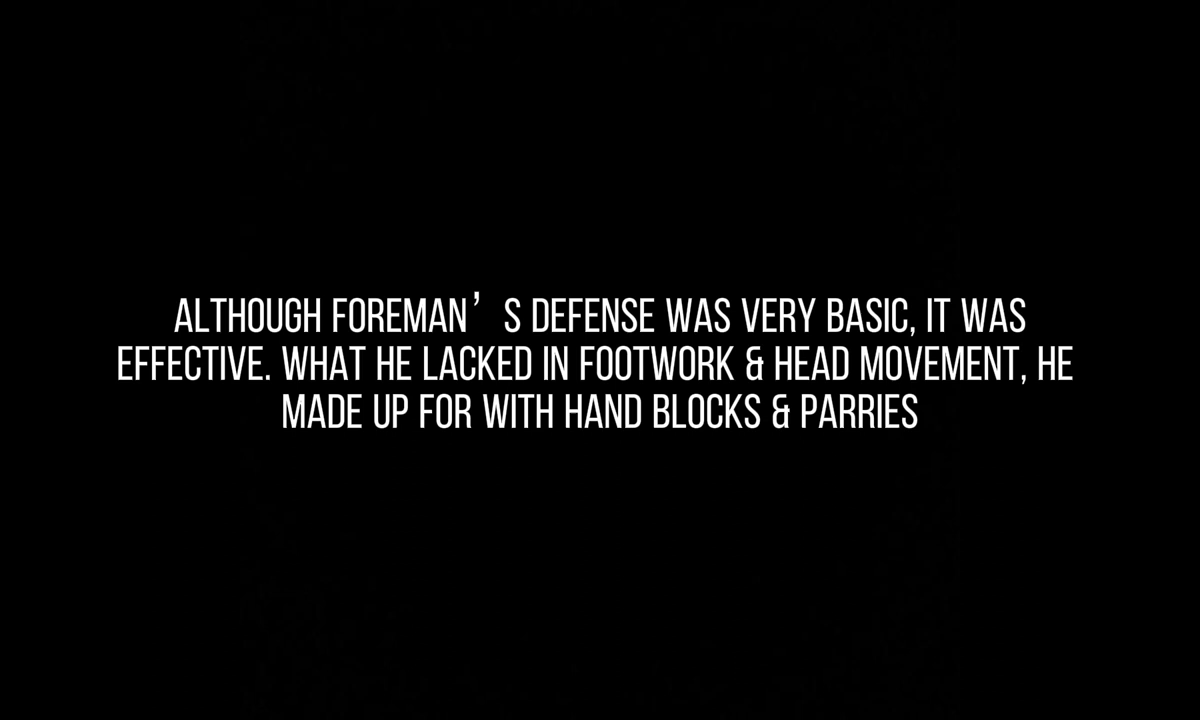 ALTHOUGH FOREMAN’S DEFENSE WAS VERY BASIC, IT WAS
EFFECTIVE. WHAT HE LACKED IN FOOTWORK & HEAD MOVEMENT, HE
MADE UP FOR WITH HAND BLOCKS & PARRIES